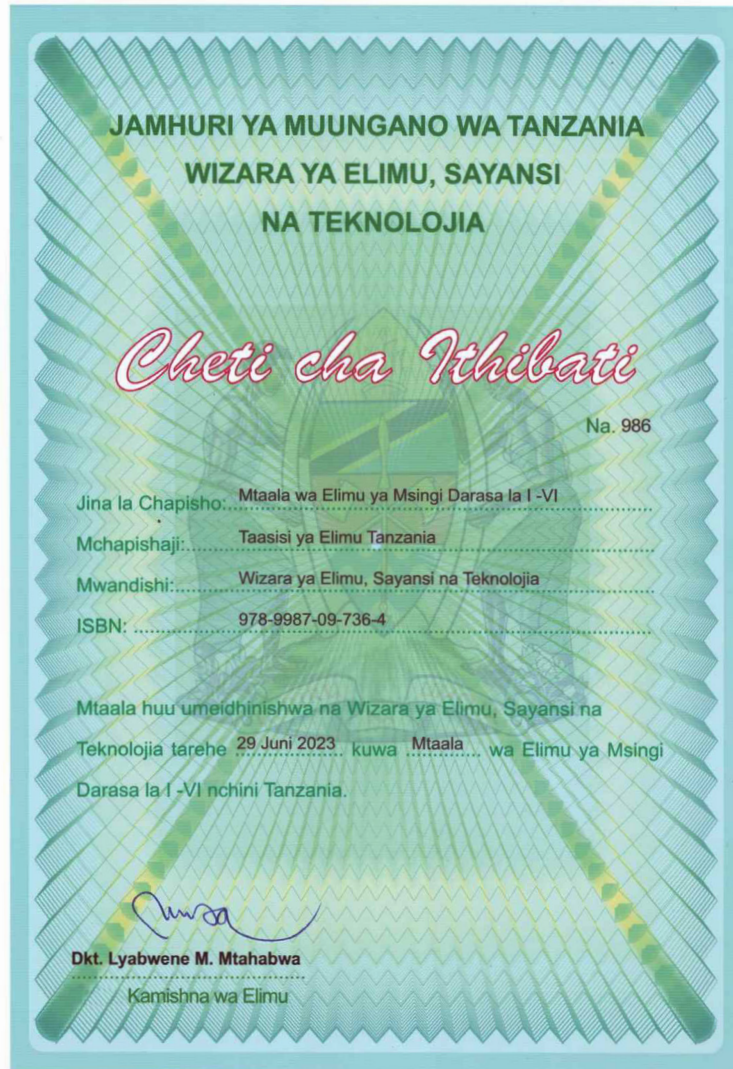 JAMHURI YA MUUNGANO WA TANZANIA
WIZARA YA ELIMU, SAYANSI
NA TEKNOLOJIA
Cheti cha Ithibati
Na. 986
Jina la Chapisho: Mtaala wa Elimu ya Msingi Darasa la I -VI
Mchapishaji: Taasisi ya Elimu Tanzania
Mwandishi: Wizara ya Elimu, Sayansi na Teknolojia
ISBN: 978-9987-09-736-4
Mtaala huu umeidhinishwa na Wizara ya Elimu, Sayansi na
Teknolojia tarehe 29 Juni 2023 kuwa Mtaala wa Elimu ya Msingi
Darasa la I -VI nchini Tanzania.
Dkt. Lyabwene M. Mtahabwa
Kamishna wa Elimu